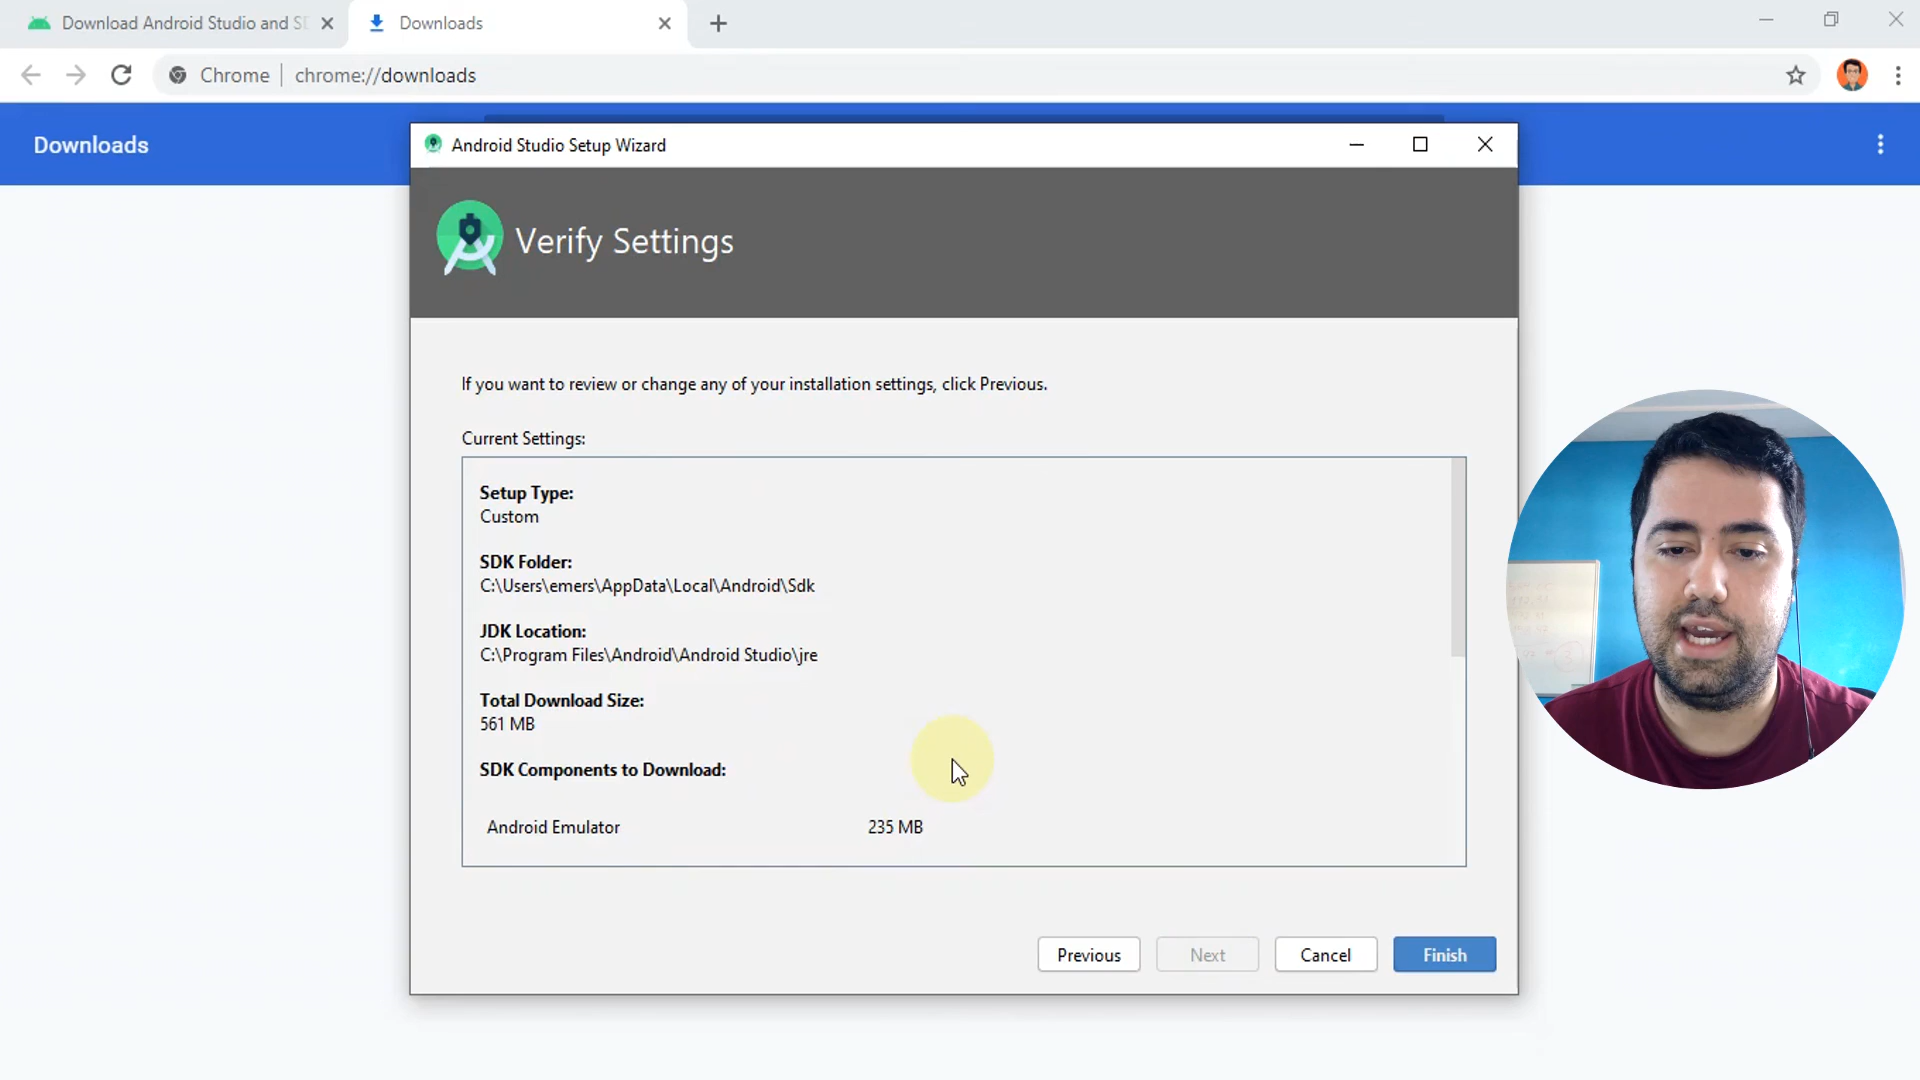 Download Android Studio and S
Downloads
Chrome
chrome://downloads
Downloads
Android Studio Setup Wizard
Verify Settings
If you want to review or change any of your installation settings, click Previous.
Current Settings:
Setup Type:
Custom
SDK Folder:
C:\Users\emers\AppData\Local\Android\Sdk
JDK Location:
C:\Program Files\Android\Android Studio\jre
Total Download Size:
561 MB
SDK Components to Download:
Android Emulator 235 MB
Previous
Next
Cancel
Finish